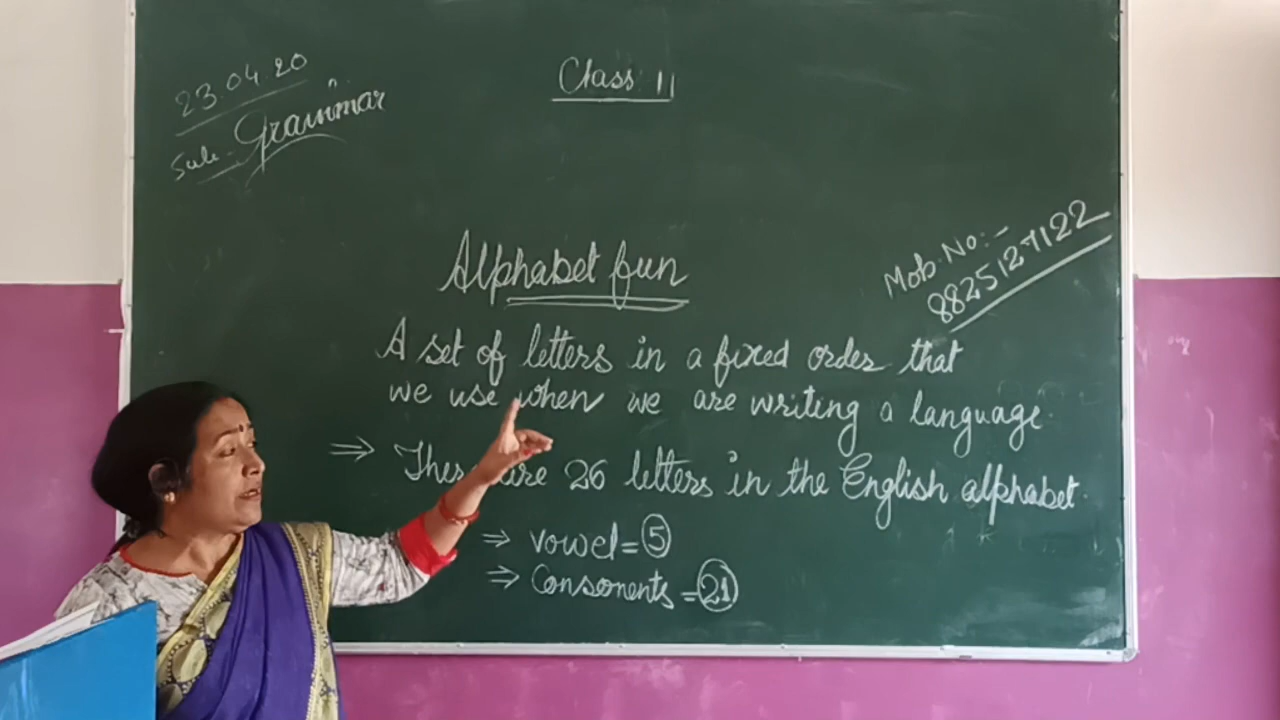 23.04.20
Sub:- Grammar
Class II
Mob. No:-
8825127122
Alphabet fun
A set of letters in a fixed order that
we use when we are writing a language.
⇒ There are 26 letters in the English alphabet.
⇒ vowel = 5
⇒ Consonents = 21